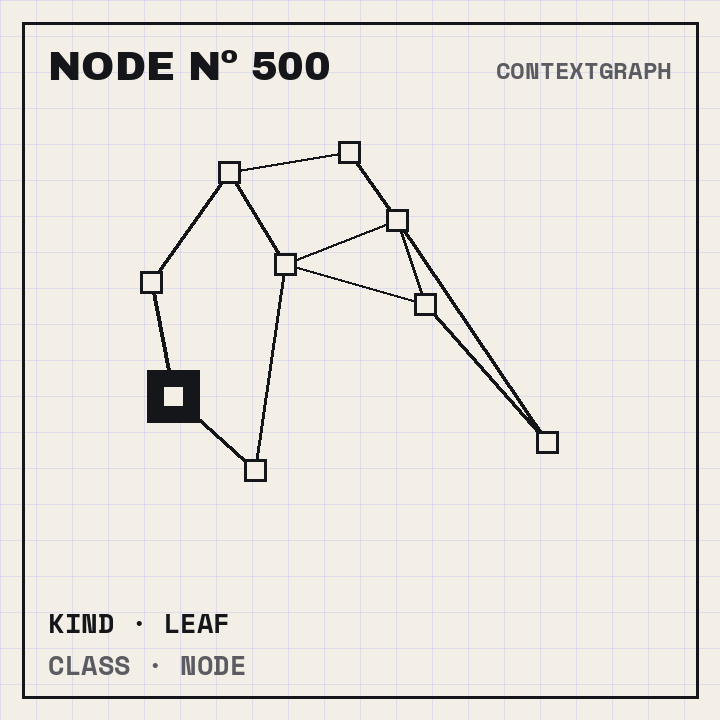 NODE Nº 500
CONTEXTGRAPH
KIND · LEAF
CLASS · NODE